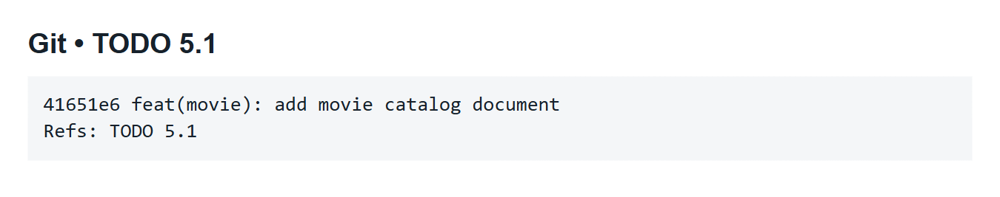 Git • TODO 5.1
41651e6 feat(movie): add movie catalog document
Refs: TODO 5.1